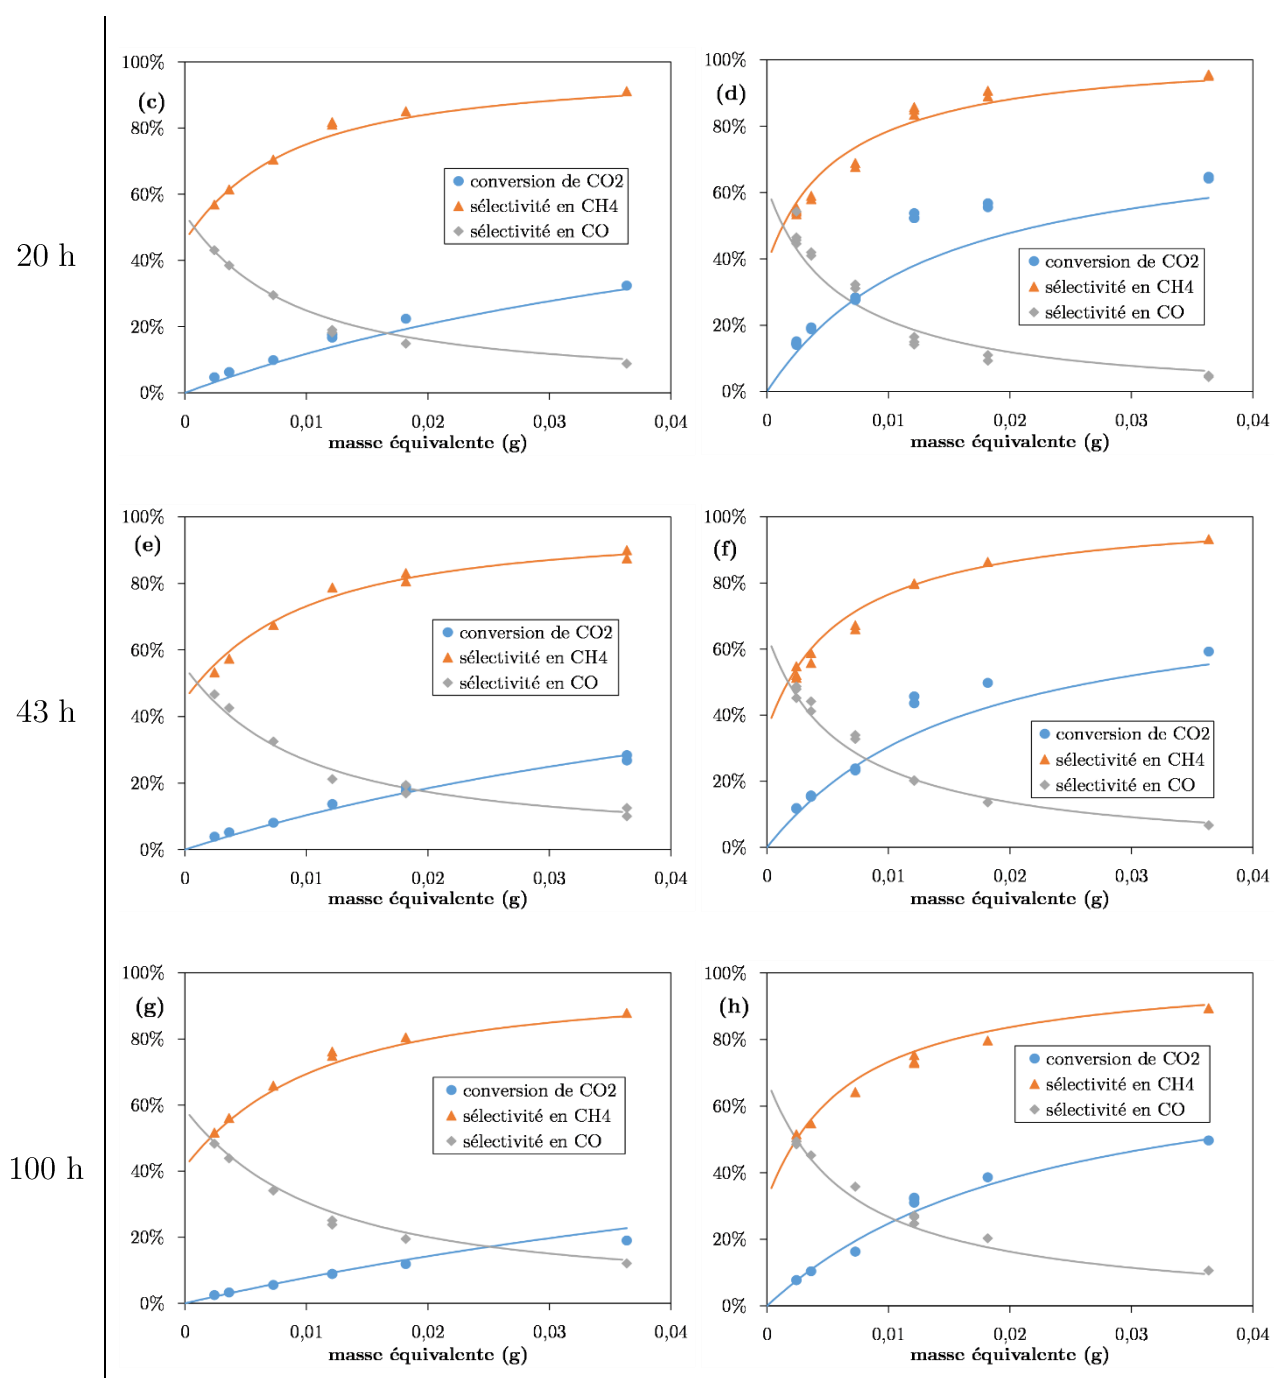 20 h
100%
80%
60%
40%
20%
0%
(c)
conversion de CO2
sélectivité en CH4
sélectivité en CO
0 0,01 0,02 0,03 0,04
masse équivalente (g)
100%
80%
60%
40%
20%
0%
(d)
conversion de CO2
sélectivité en CH4
sélectivité en CO
0 0,01 0,02 0,03 0,04
masse équivalente (g)
43 h
100%
80%
60%
40%
20%
0%
(e)
conversion de CO2
sélectivité en CH4
sélectivité en CO
0 0,01 0,02 0,03 0,04
masse équivalente (g)
100%
80%
60%
40%
20%
0%
(f)
conversion de CO2
sélectivité en CH4
sélectivité en CO
0 0,01 0,02 0,03 0,04
masse équivalente (g)
100 h
100%
80%
60%
40%
20%
0%
(g)
conversion de CO2
sélectivité en CH4
sélectivité en CO
0 0,01 0,02 0,03 0,04
masse équivalente (g)
100%
80%
60%
40%
20%
0%
(h)
conversion de CO2
sélectivité en CH4
sélectivité en CO
0 0,01 0,02 0,03 0,04
masse équivalente (g)